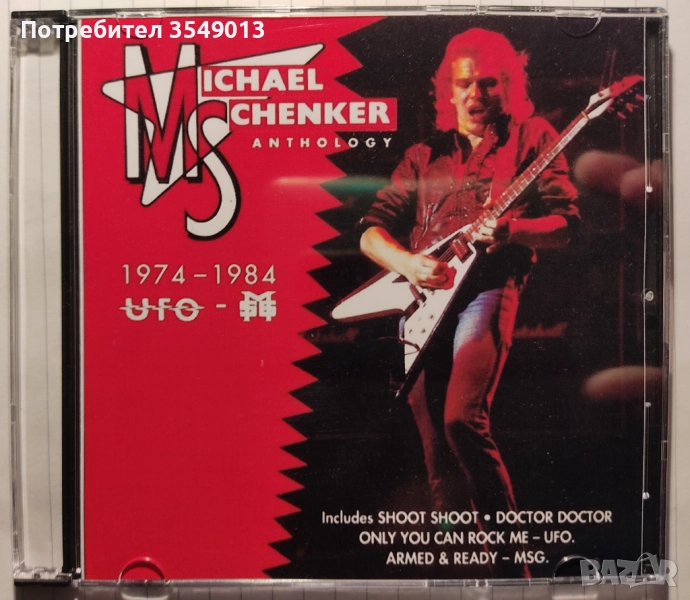 Потребител 3549013
MICHAEL
SCHENKER
ANTHOLOGY
1974–1984
UFO - MSG
Includes SHOOT SHOOT • DOCTOR DOCTOR
ONLY YOU CAN ROCK ME – UFO.
ARMED & READY – MSG.
BAZAR